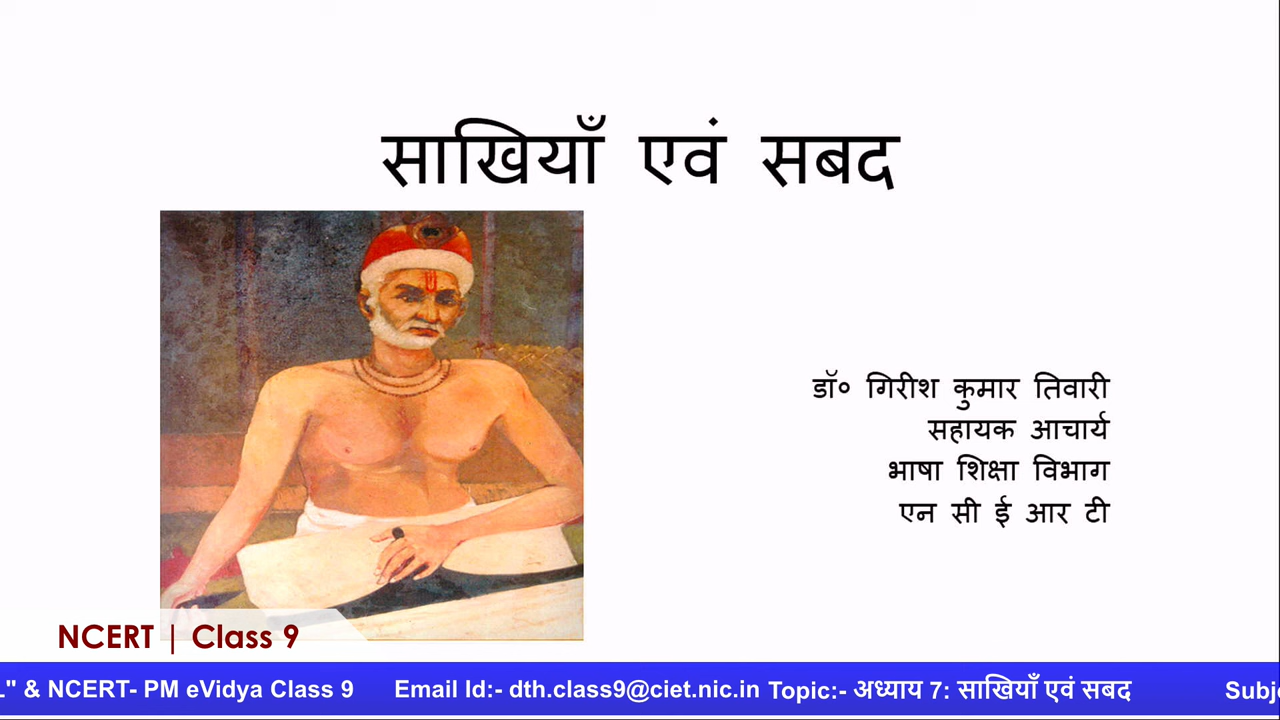 साखियाँ एवं सबद
डॉ० गिरीश कुमार तिवारी
सहायक आचार्य
भाषा शिक्षा विभाग
एन सी ई आर टी
NCERT | Class 9
" & NCERT- PM eVidya Class 9 Email Id:- dth.class9@ciet.nic.in Topic:- अध्याय 7: साखियाँ एवं सबद